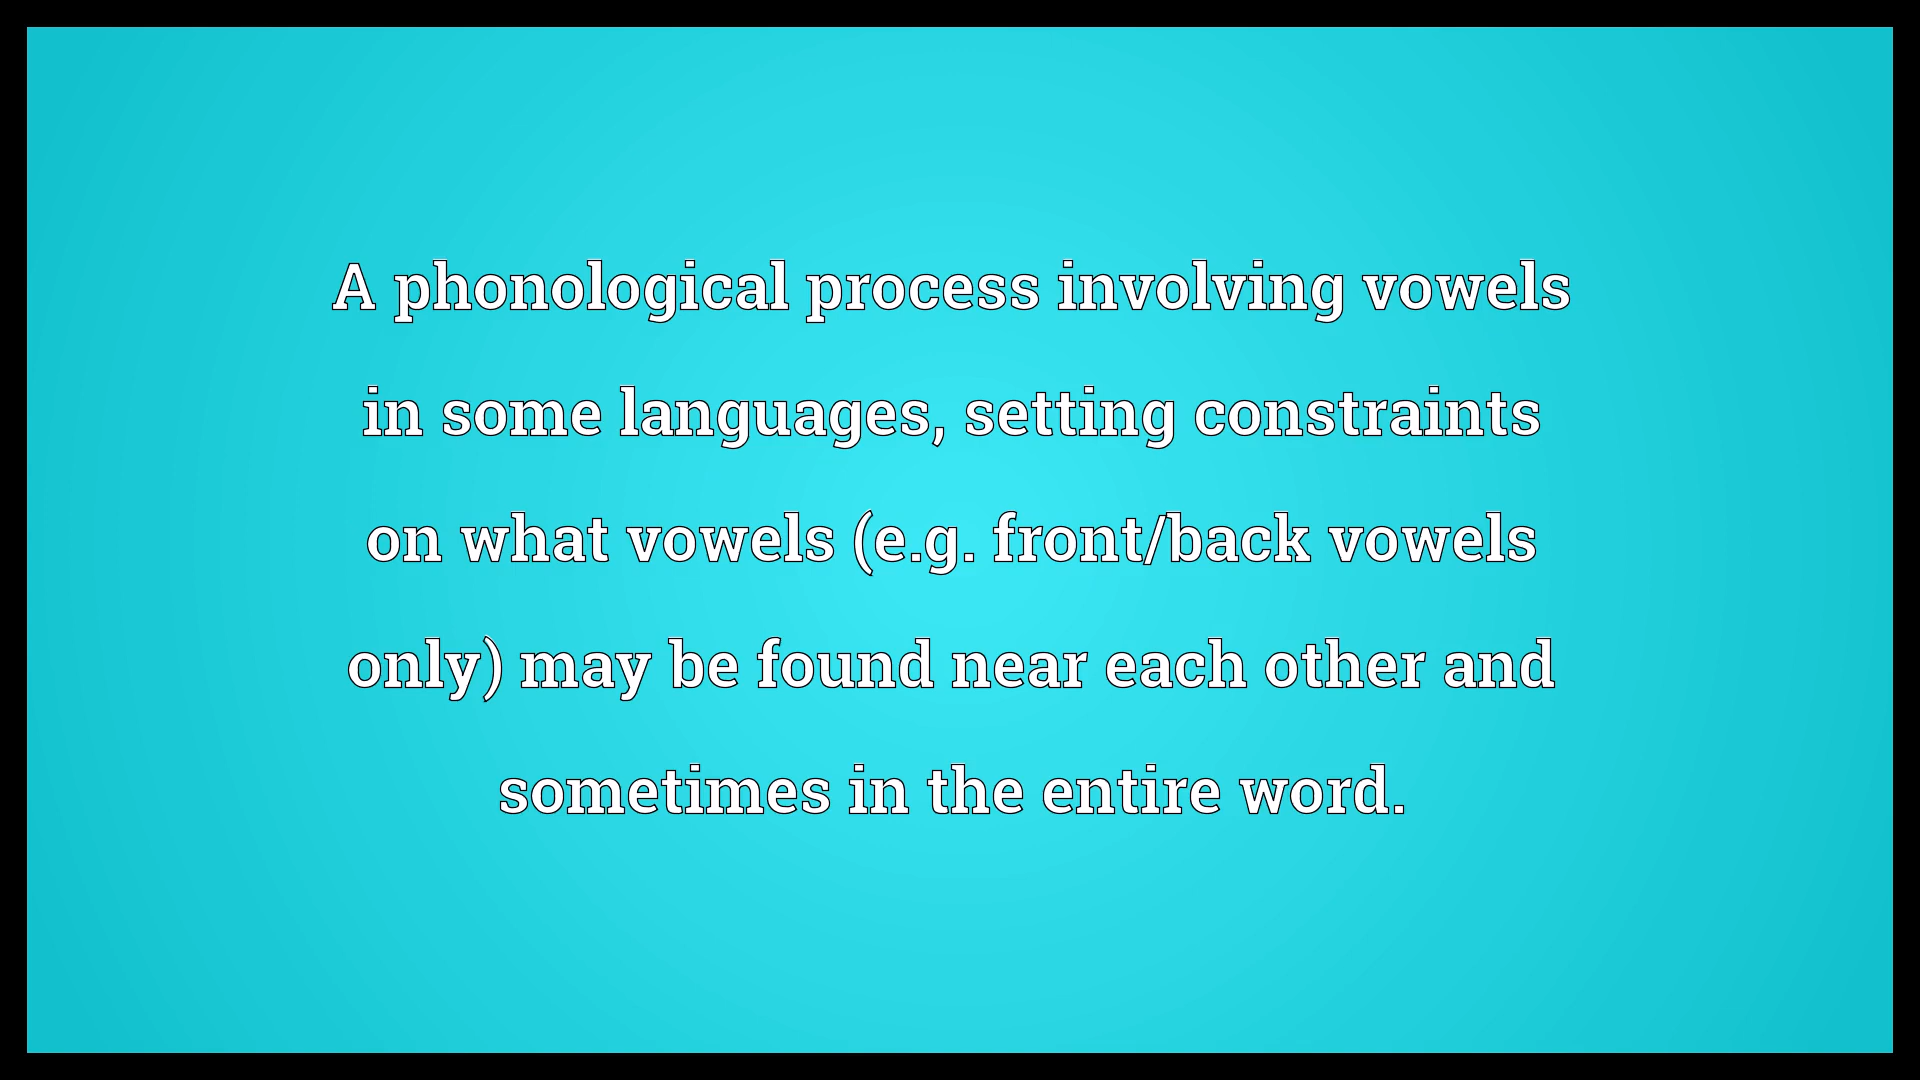 A phonological process involving vowels
in some languages, setting constraints
on what vowels (e.g. front/back vowels
only) may be found near each other and
sometimes in the entire word.